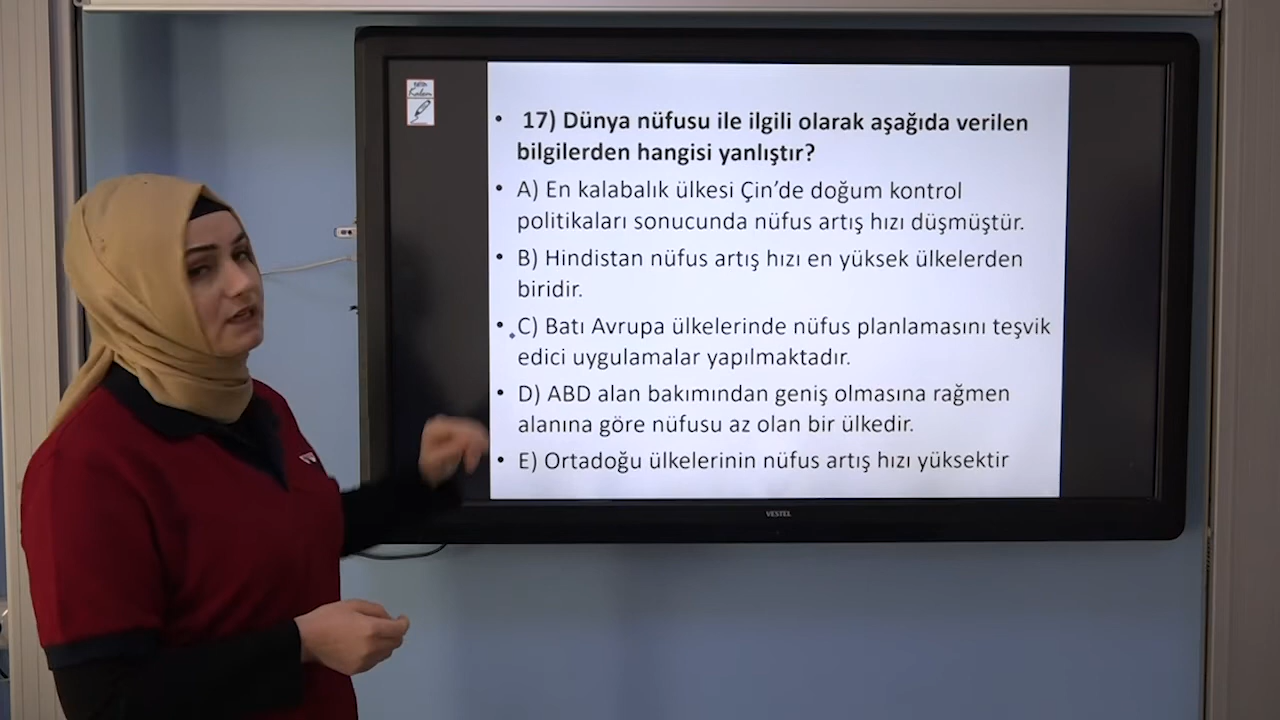 Fatih
Kalem
17) Dünya nüfusu ile ilgili olarak aşağıda verilen
bilgilerden hangisi yanlıştır?
A) En kalabalık ülkesi Çin’de doğum kontrol
politikaları sonucunda nüfus artış hızı düşmüştür.
B) Hindistan nüfus artış hızı en yüksek ülkelerden
biridir.
C) Batı Avrupa ülkelerinde nüfus planlamasını teşvik
edici uygulamalar yapılmaktadır.
D) ABD alan bakımından geniş olmasına rağmen
alanına göre nüfusu az olan bir ülkedir.
E) Ortadoğu ülkelerinin nüfus artış hızı yüksektir
VESTEL